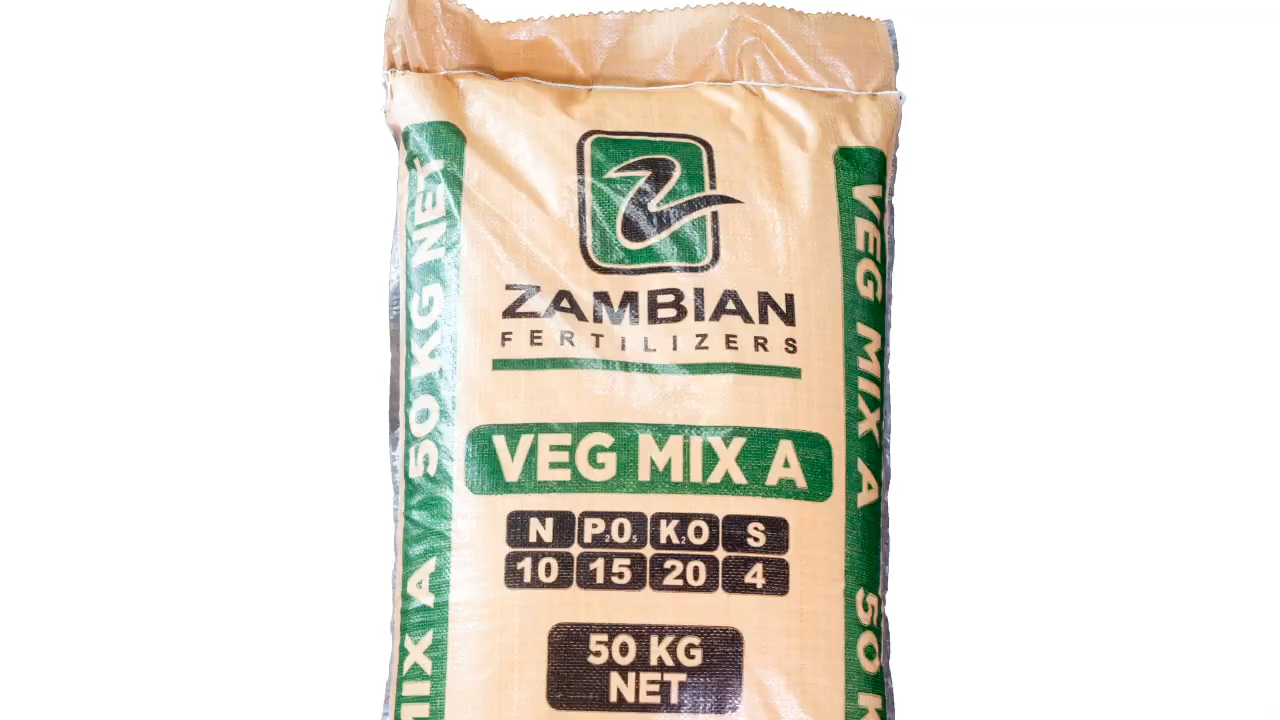 ZAMBIAN
FERTILIZERS
VEG MIX A
N P₂O₅ K₂O S
10 15 20 4
50 KG
NET
MIX A 50 KG NET
VEG MIX A 50 K